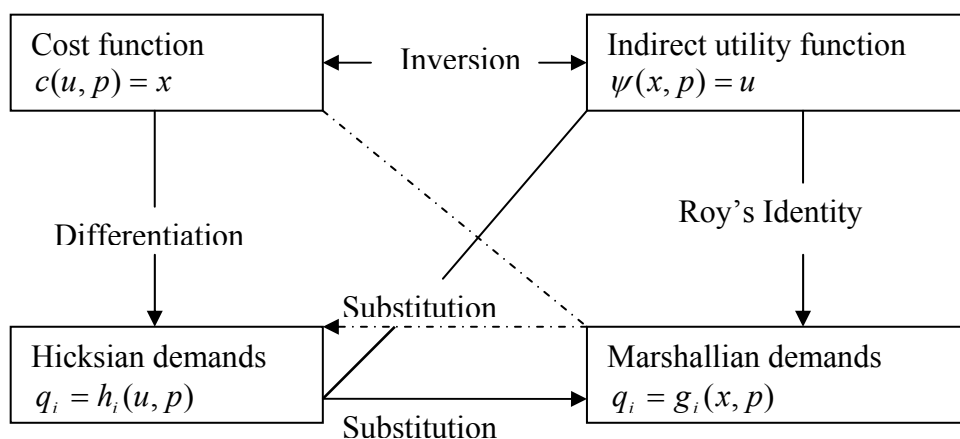 Cost function
c(u, p) = x
Inversion
Indirect utility function
ψ(x, p) = u
Differentiation
Roy's Identity
Substitution
Hicksian demands
q_i = h_i(u, p)
Marshallian demands
q_i = g_i(x, p)
Substitution